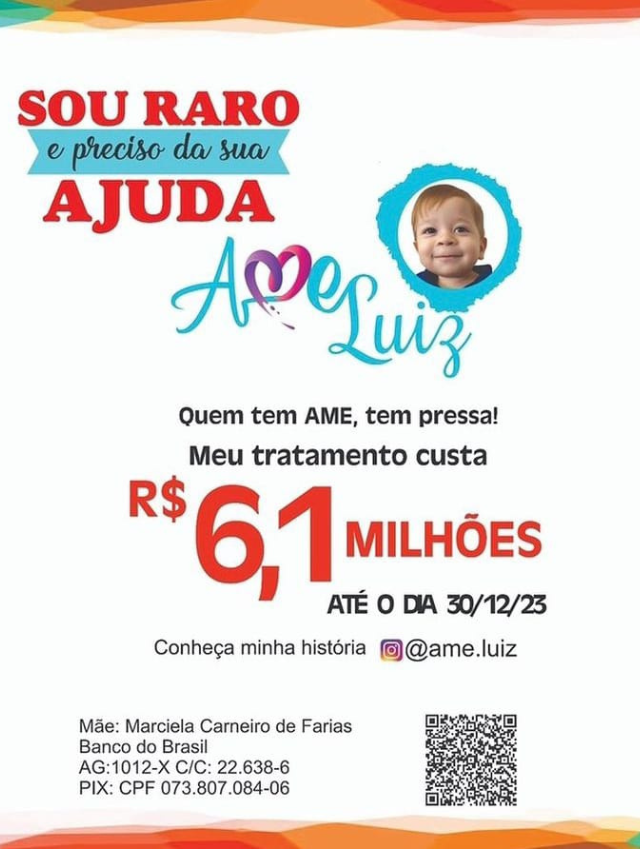 SOU RARO
e preciso da sua
AJUDA
Ame
Luiz
Quem tem AME, tem pressa!
Meu tratamento custa
R$ 6,1 MILHÕES
ATÉ O DIA 30/12/23
Conheça minha história @ame.luiz
Mãe: Marciela Carneiro de Farias
Banco do Brasil
AG:1012-X C/C: 22.638-6
PIX: CPF 073.807.084-06